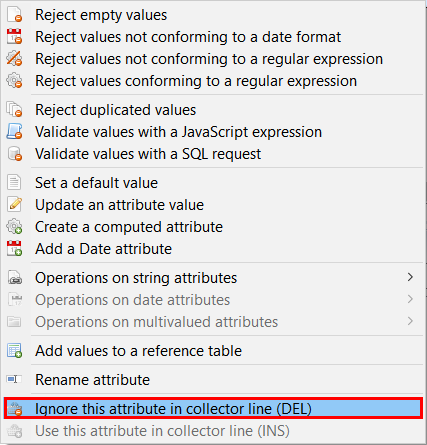 Reject empty values
Reject values not conforming to a date format
Reject values not conforming to a regular expression
Reject values conforming to a regular expression
Reject duplicated values
Validate values with a JavaScript expression
Validate values with a SQL request
Set a default value
Update an attribute value
Create a computed attribute
Add a Date attribute
Operations on string attributes
Operations on date attributes
Operations on multivalued attributes
Add values to a reference table
Rename attribute
Ignore this attribute in collector line (DEL)
Use this attribute in collector line (INS)